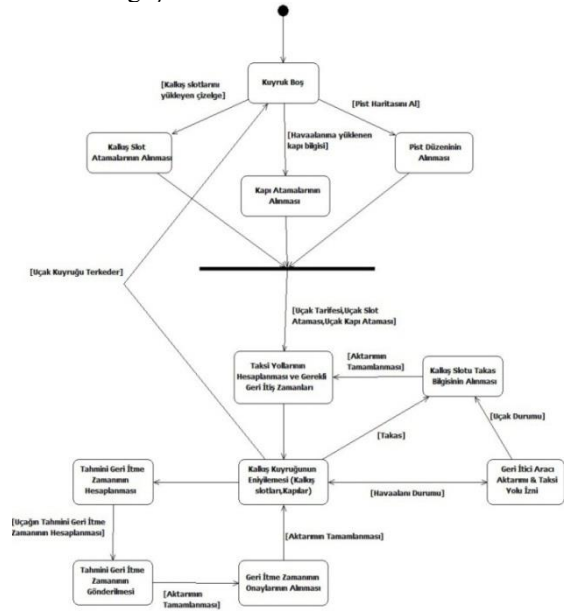 Kuyruk Boş
[Kalkış slotlarını
yükleyen çizelge]
[Pist Haritasını Al]
[Havaalanına yüklenen
kapı bilgisi]
Kalkış Slot
Atamalarının Alınması
Pist Düzeninin
Alınması
Kapı Atamalarının
Alınması
[Uçak Kuyruğu Terkeder]
[Uçak Tarifesi,Uçak Slot
Ataması,Uçak Kapı Ataması]
Taksi Yollarının
Hesaplanması ve Gerekli
Geri İtiş Zamanları
[Aktarımın
Tamamlanması]
Kalkış Slotu Takas
Bilgisinin Alınması
[Takas]
[Uçak Durumu]
Tahmini Geri İtme
Zamanının
Hesaplanması
Kalkış Kuyruğunun
Eniyilemesi (Kalkış
slotları,Kapılar)
Geri İtici Aracı
Aktarımı & Taksi
Yolu İzni
[Havaalanı Durumu]
[Uçağın Tahmini Geri İtme
Zamanının Hesaplanması]
[Aktarımın Tamamlanması]
Tahmini Geri İtme
Zamanının
Gönderilmesi
[Aktarımın
Tamamlanması]
Geri İtme Zamanının
Onaylarının Alınması